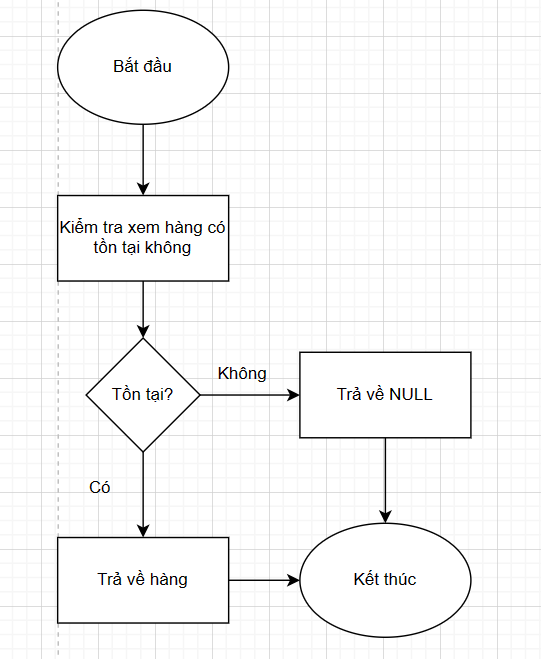 Bắt đầu
Kiểm tra xem hàng có
tồn tại không
Tồn tại?
Không
Trả về NULL
Có
Trả về hàng
Kết thúc